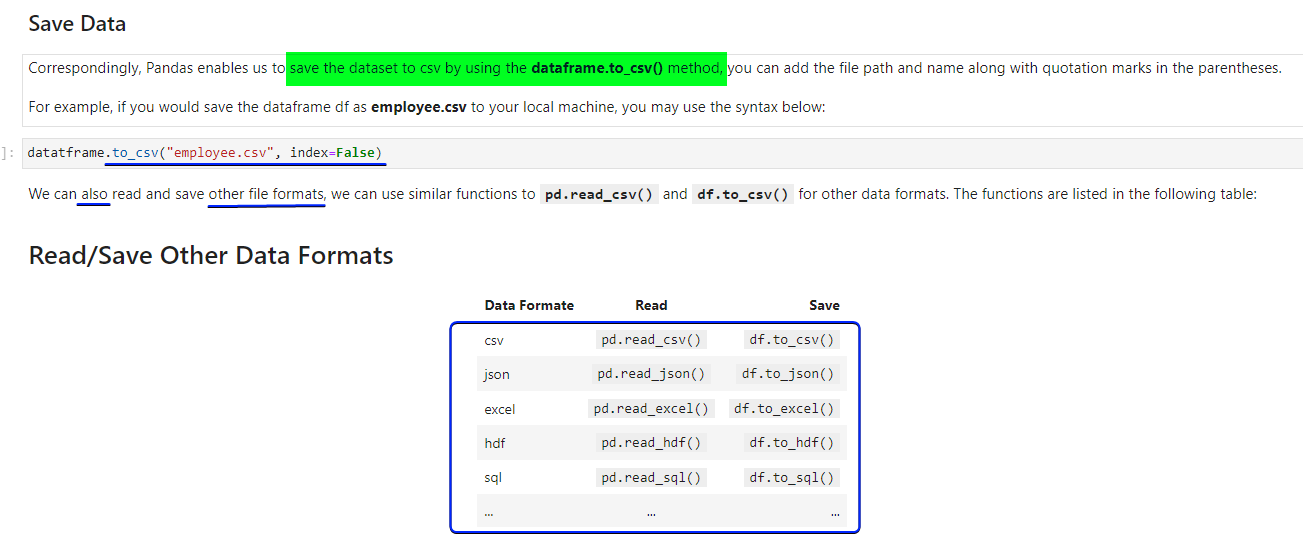 Save Data
Correspondingly, Pandas enables us to save the dataset to csv by using the dataframe.to_csv() method, you can add the file path and name along with quotation marks in the parentheses.
For example, if you would save the dataframe df as employee.csv to your local machine, you may use the syntax below:
]: datatframe.to_csv("employee.csv", index=False)
We can also read and save other file formats, we can use similar functions to pd.read_csv() and df.to_csv() for other data formats. The functions are listed in the following table:
Read/Save Other Data Formats
Data Formate Read Save
csv pd.read_csv() df.to_csv()
json pd.read_json() df.to_json()
excel pd.read_excel() df.to_excel()
hdf pd.read_hdf() df.to_hdf()
sql pd.read_sql() df.to_sql()
... ... ...